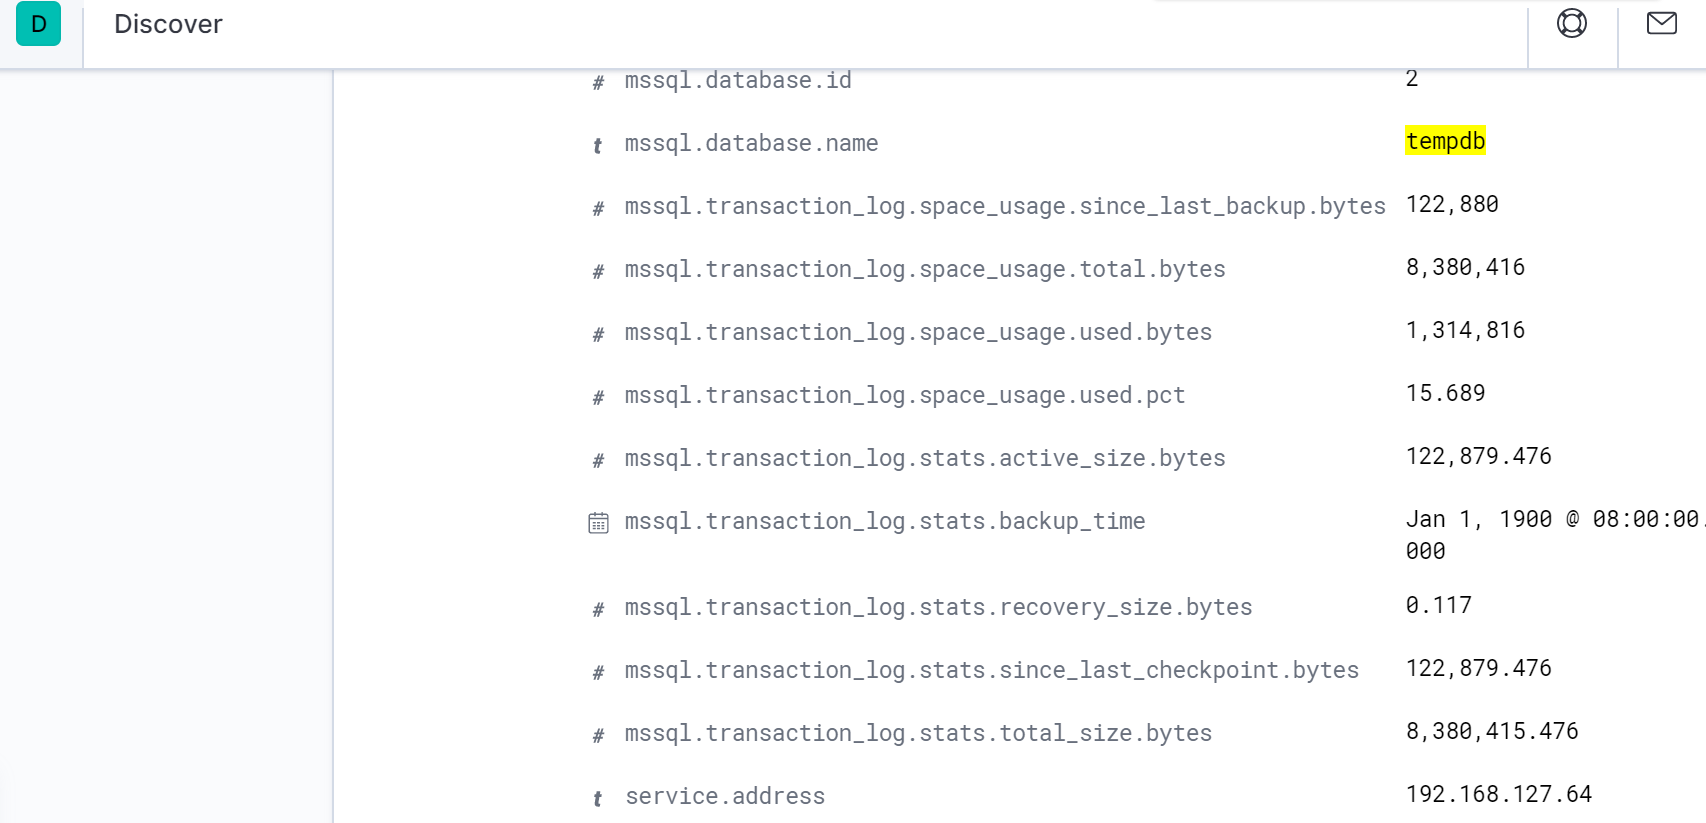 D Discover
# mssql.database.id 2
t mssql.database.name tempdb
# mssql.transaction_log.space_usage.since_last_backup.bytes 122,880
# mssql.transaction_log.space_usage.total.bytes 8,380,416
# mssql.transaction_log.space_usage.used.bytes 1,314,816
# mssql.transaction_log.space_usage.used.pct 15.689
# mssql.transaction_log.stats.active_size.bytes 122,879.476
mssql.transaction_log.stats.backup_time Jan 1, 1900 @ 08:00:00.
000
# mssql.transaction_log.stats.recovery_size.bytes 0.117
# mssql.transaction_log.stats.since_last_checkpoint.bytes 122,879.476
# mssql.transaction_log.stats.total_size.bytes 8,380,415.476
t service.address 192.168.127.64